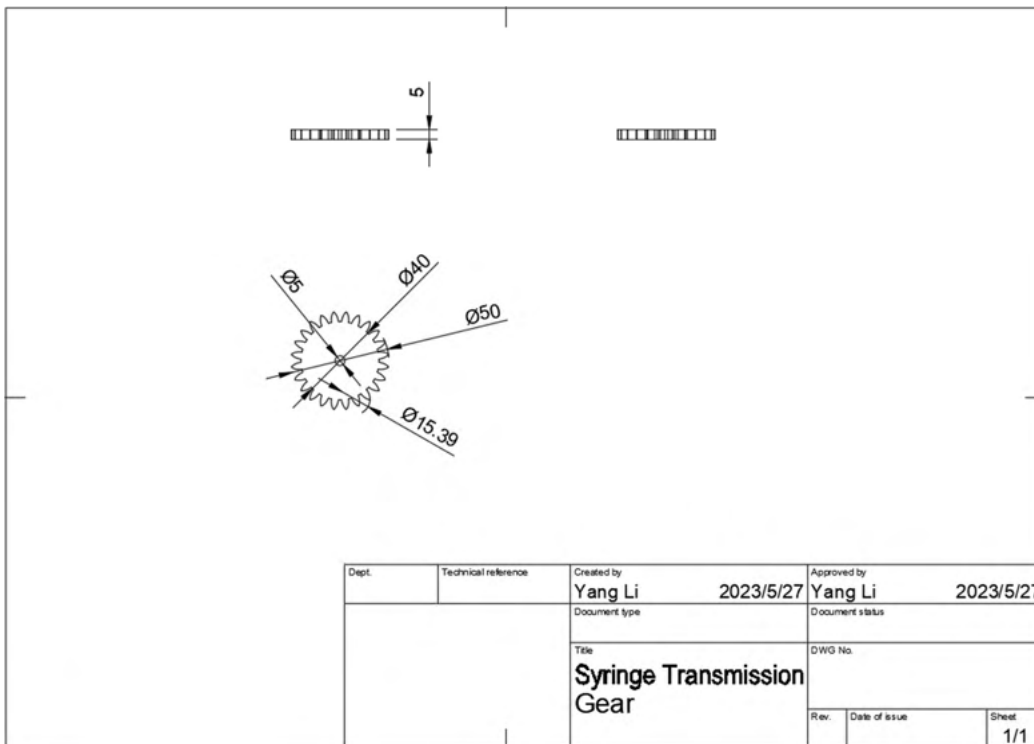 5
Ø5
Ø40
Ø50
Ø15.39
Dept.
Technical reference
Created by
Yang Li 2023/5/27
Approved by
Yang Li 2023/5/27
Document type
Document status
Title
Syringe Transmission
Gear
DWG No.
Rev.
Date of issue
Sheet
1/1